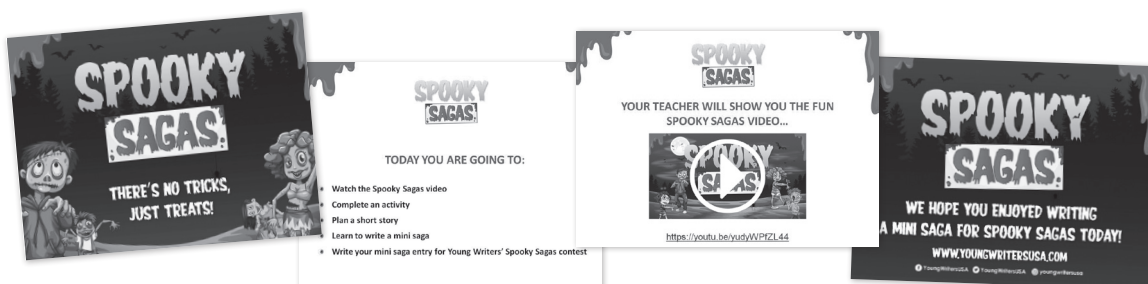 SPOOKY
SAGAS
THERE'S NO TRICKS,
JUST TREATS!
SPOOKY
SAGAS
TODAY YOU ARE GOING TO:
Watch the Spooky Sagas video
Complete an activity
Plan a short story
Learn to write a mini saga
Write your mini saga entry for Young Writers' Spooky Sagas contest
SPOOKY
SAGAS
YOUR TEACHER WILL SHOW YOU THE FUN
SPOOKY SAGAS VIDEO...
SPOOKY
SAGAS
https://youtu.be/yudyWPfZL44
SPOOKY
SAGAS
WE HOPE YOU ENJOYED WRITING
A MINI SAGA FOR SPOOKY SAGAS TODAY!
WWW.YOUNGWRITERSUSA.COM
YoungWritersUSA YoungWritersUSA youngwritersusa